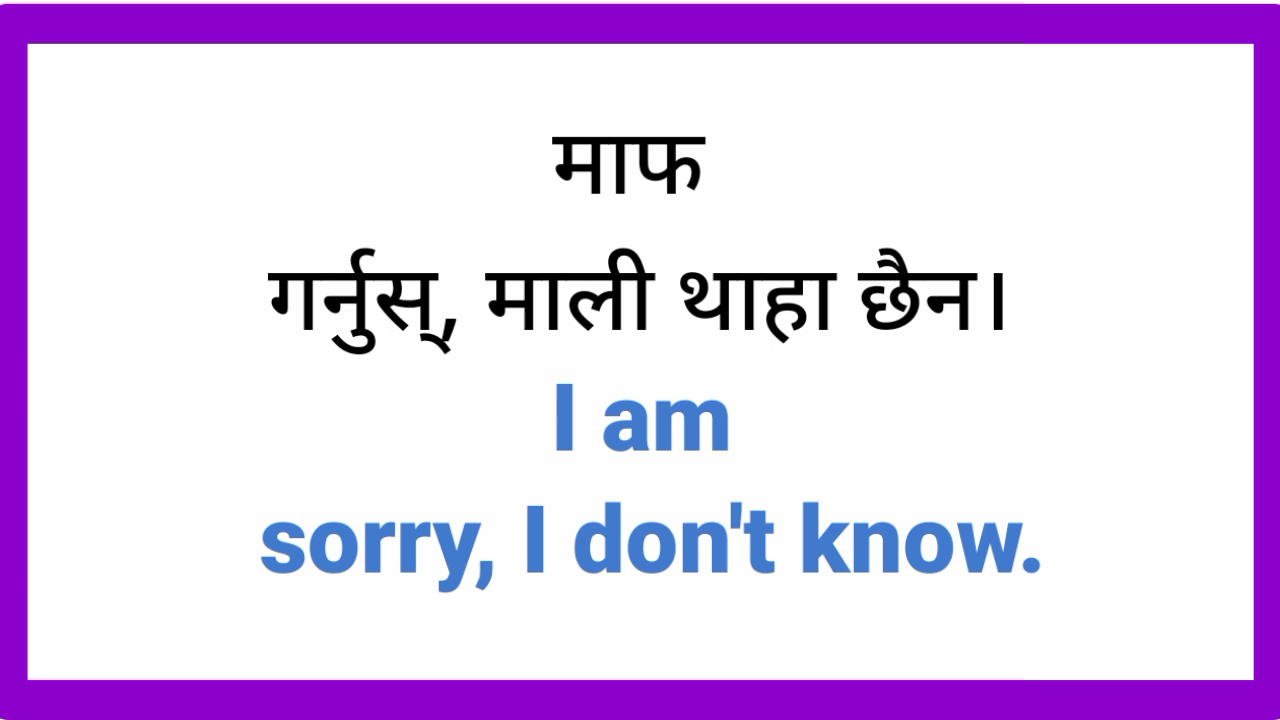 माफ
गर्नुस्, माली थाहा छैन।
I am
sorry, I don't know.